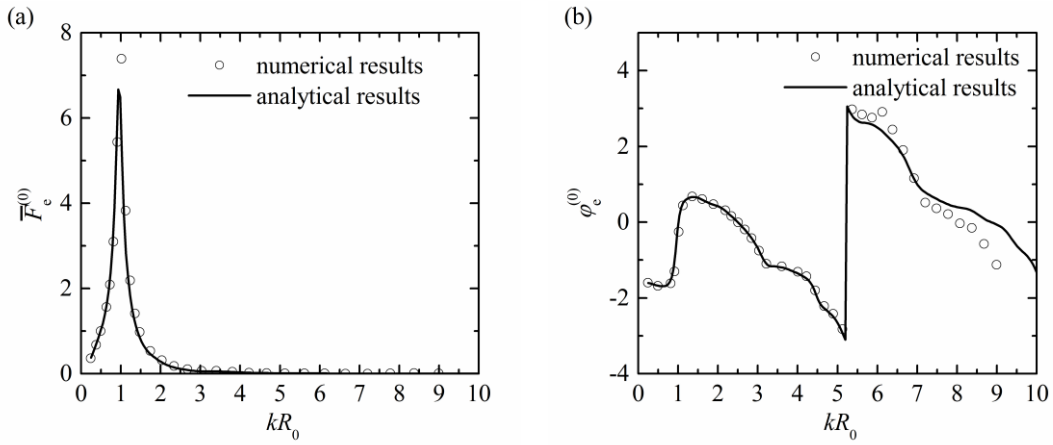 (a)
8
6
4
2
0
0 1 2 3 4 5 6 7 8 9 10
F̅e(0)
kR0
numerical results
analytical results
(b)
4
2
0
-2
-4
0 1 2 3 4 5 6 7 8 9 10
φe(0)
kR0
numerical results
analytical results